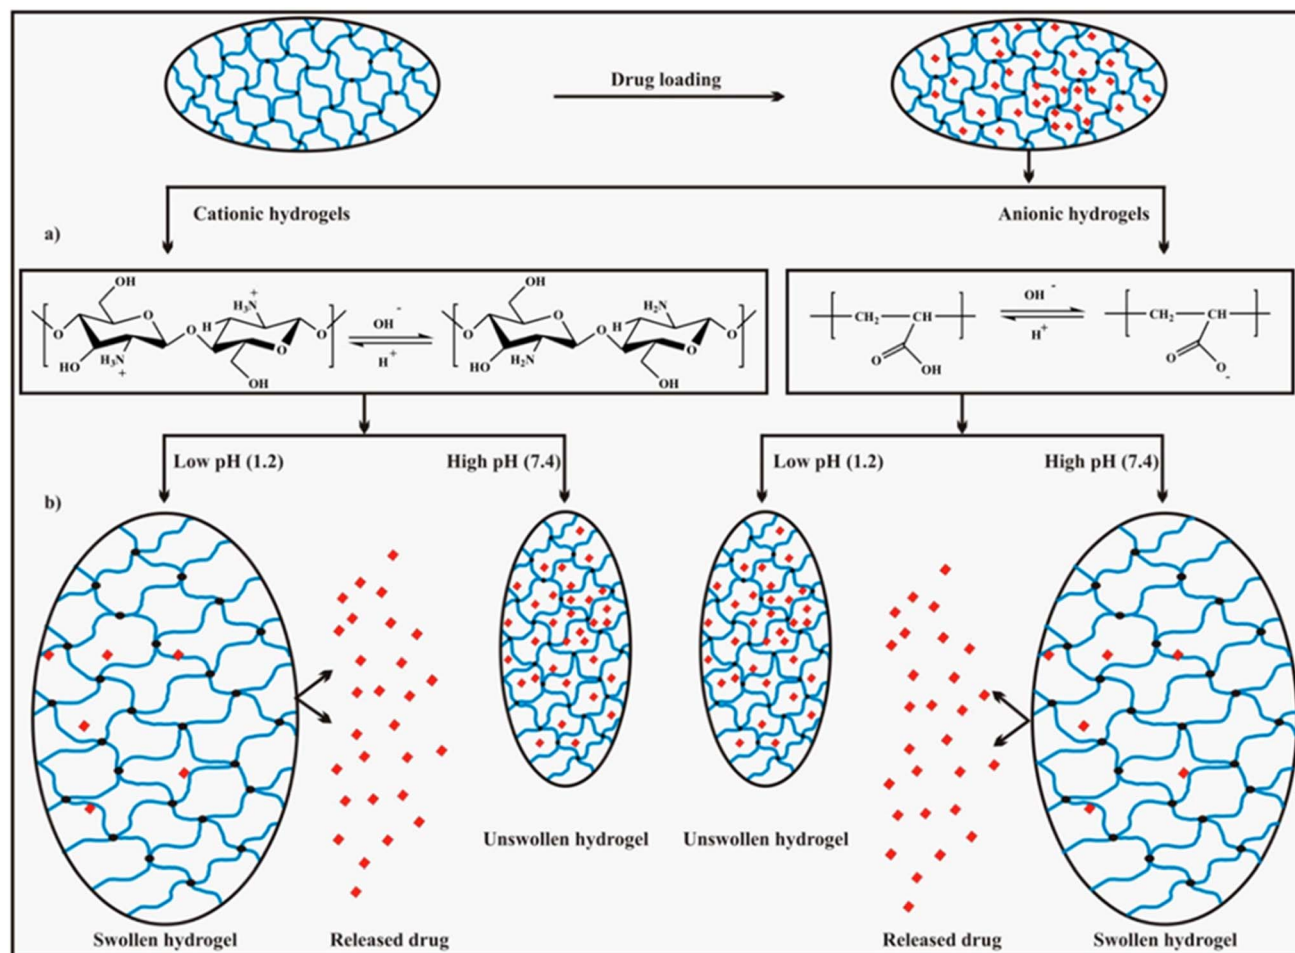 Drug loading
Cationic hydrogels
Anionic hydrogels
a)
OH
H₃N
+
O
O
O
H
O
O
HO
H₃N
+
OH
OH⁻
H⁺
OH
H₂N
O
O
O
H
O
O
HO
H₂N
OH
CH₂
CH
O
OH
OH⁻
H⁺
CH₂
CH
O
O
-
Low pH (1.2)
High pH (7.4)
Low pH (1.2)
High pH (7.4)
b)
Unswollen hydrogel
Unswollen hydrogel
Swollen hydrogel
Released drug
Released drug
Swollen hydrogel